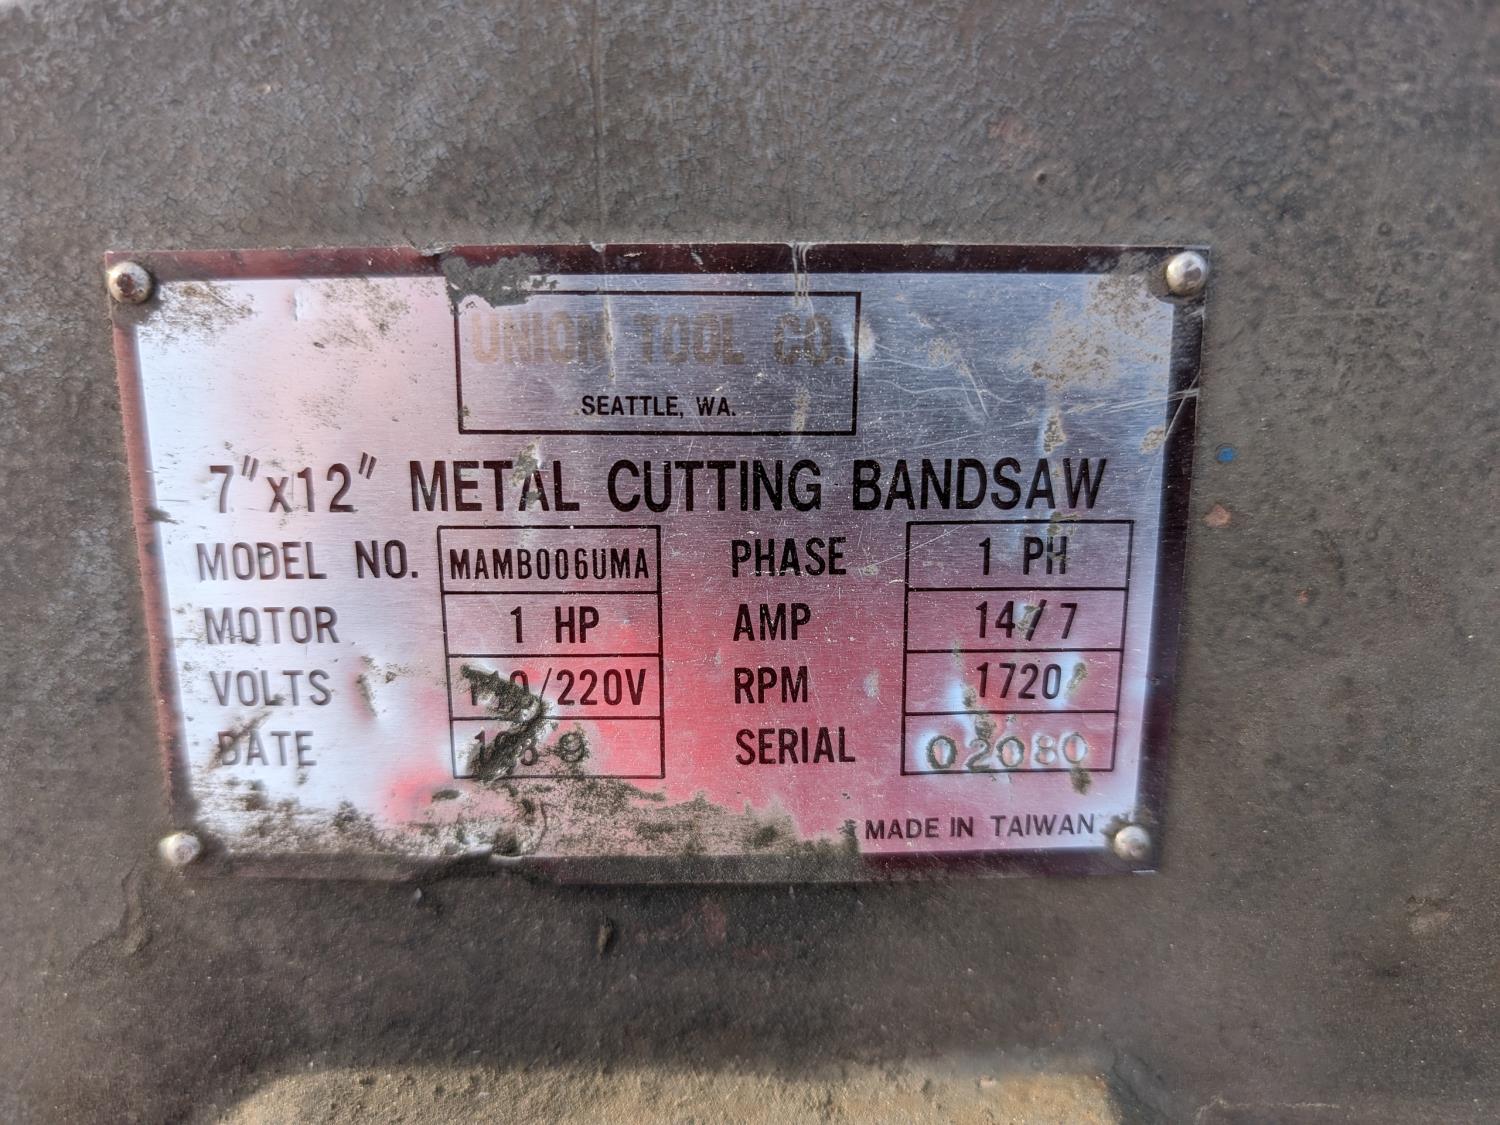 UNION TOOL CO.
SEATTLE, WA.
7"x12" METAL CUTTING BANDSAW
MODEL NO. MAMB006UMA PHASE 1 PH
MOTOR 1 HP AMP 14/7
VOLTS 110/220V RPM 1720
DATE SERIAL 02080
MADE IN TAIWAN